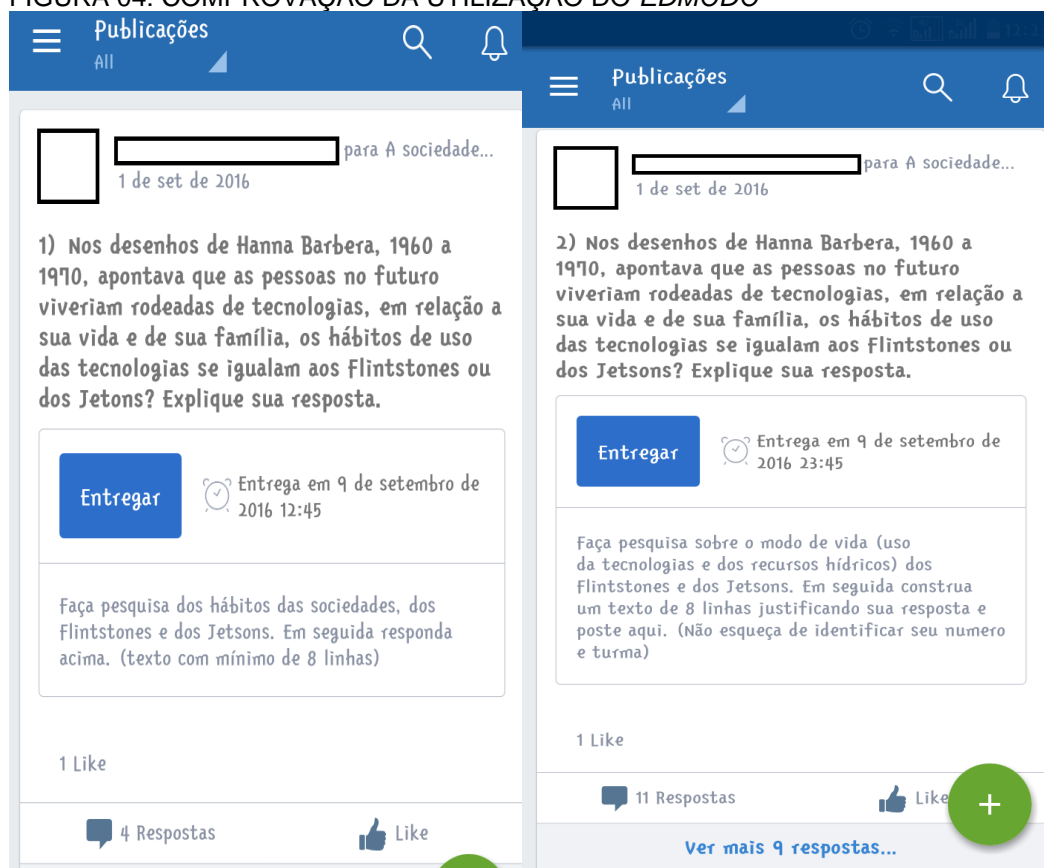 FIGURA 04: COMPROVAÇÃO DA UTILIZAÇÃO DO EDMODO
Publicações
All
para A sociedade...
1 de set de 2016
1) Nos desenhos de Hanna Barbera, 1960 a
1970, apontava que as pessoas no futuro
viveriam rodeadas de tecnologias, em relação a
sua vida e de sua família, os hábitos de uso
das tecnologias se igualam aos Flintstones ou
dos Jetons? Explique sua resposta.
Entregar
Entrega em 9 de setembro de
2016 12:45
Faça pesquisa dos hábitos das sociedades, dos
Flintstones e dos Jetsons. Em seguida responda
acima. (texto com mínimo de 8 linhas)
1 Like
4 Respostas
Like
Publicações
All
para A sociedade...
1 de set de 2016
2) Nos desenhos de Hanna Barbera, 1960 a
1970, apontava que as pessoas no futuro
viveriam rodeadas de tecnologias, em relação a
sua vida e de sua família, os hábitos de uso
das tecnologias se igualam aos Flintstones ou
dos Jetsons? Explique sua resposta.
Entregar
Entrega em 9 de setembro de
2016 23:45
Faça pesquisa sobre o modo de vida (uso
da tecnologias e dos recursos hídricos) dos
Flintstones e dos Jetsons. Em seguida construa
um texto de 8 linhas justificando sua resposta e
poste aqui. (Não esqueça de identificar seu numero
e turma)
1 Like
11 Respostas
Like
+
Ver mais 9 respostas...